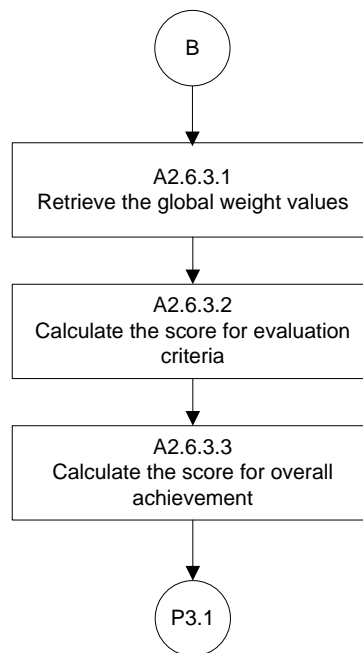 B
A2.6.3.1
Retrieve the global weight values
A2.6.3.2
Calculate the score for evaluation
criteria
A2.6.3.3
Calculate the score for overall
achievement
P3.1